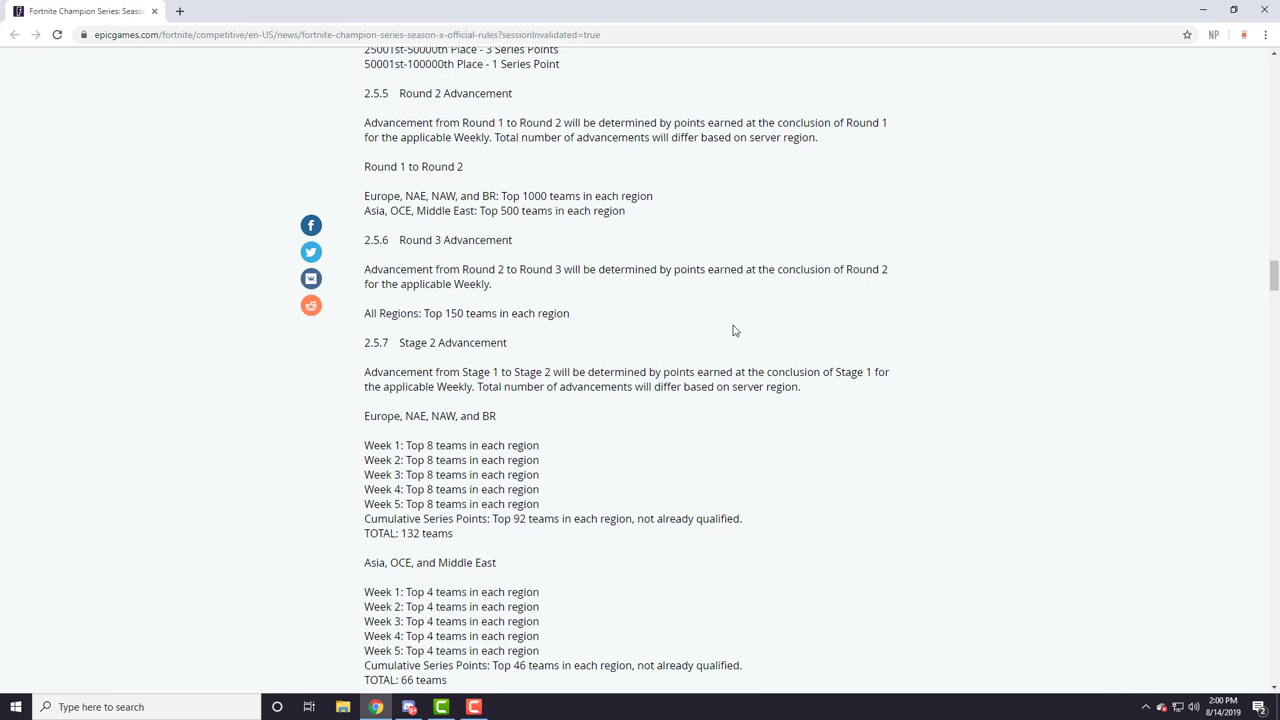 Fortnite Champion Series: Seaso
epicgames.com/fortnite/competitive/en-US/news/fortnite-champion-series-season-x-official-rules?sessionInvalidated=true
NP
25001st-50000th Place - 3 Series Points
50001st-100000th Place - 1 Series Point
2.5.5 Round 2 Advancement
Advancement from Round 1 to Round 2 will be determined by points earned at the conclusion of Round 1
for the applicable Weekly. Total number of advancements will differ based on server region.
Round 1 to Round 2
Europe, NAE, NAW, and BR: Top 1000 teams in each region
Asia, OCE, Middle East: Top 500 teams in each region
2.5.6 Round 3 Advancement
Advancement from Round 2 to Round 3 will be determined by points earned at the conclusion of Round 2
for the applicable Weekly.
All Regions: Top 150 teams in each region
2.5.7 Stage 2 Advancement
Advancement from Stage 1 to Stage 2 will be determined by points earned at the conclusion of Stage 1 for
the applicable Weekly. Total number of advancements will differ based on server region.
Europe, NAE, NAW, and BR
Week 1: Top 8 teams in each region
Week 2: Top 8 teams in each region
Week 3: Top 8 teams in each region
Week 4: Top 8 teams in each region
Week 5: Top 8 teams in each region
Cumulative Series Points: Top 92 teams in each region, not already qualified.
TOTAL: 132 teams
Asia, OCE, and Middle East
Week 1: Top 4 teams in each region
Week 2: Top 4 teams in each region
Week 3: Top 4 teams in each region
Week 4: Top 4 teams in each region
Week 5: Top 4 teams in each region
Cumulative Series Points: Top 46 teams in each region, not already qualified.
TOTAL: 66 teams
Type here to search
2:00 PM
8/14/2019